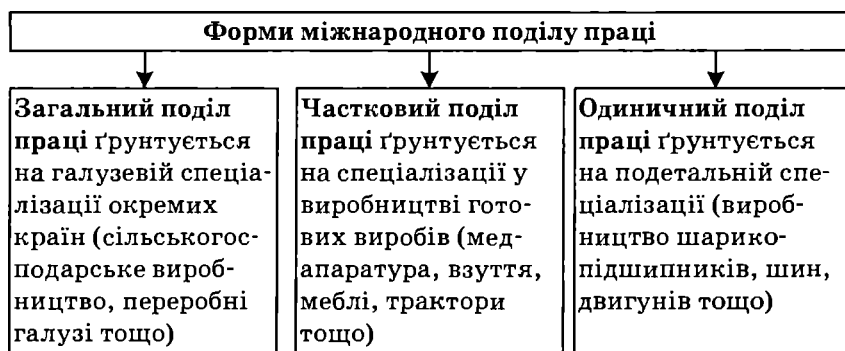 Форми міжнародного поділу праці
Загальний поділ
праці ґрунтується
на галузевій спеціа-
лізації окремих
країн (сільськогос-
подарське вироб-
ництво, переробні
галузі тощо)
Частковий поділ
праці ґрунтується
на спеціалізації у
виробництві гото-
вих виробів (мед-
апаратура, взуття,
меблі, трактори
тощо)
Одиничний поділ
праці ґрунтується
на подетальній спе-
ціалізації (вироб-
ництво шарико-
підшипників, шин,
двигунів тощо)